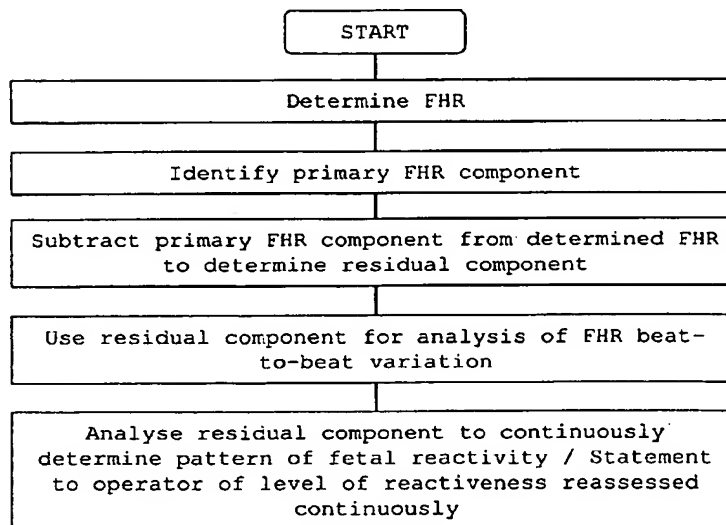 START
Determine FHR
Identify primary FHR component
Subtract primary FHR component from determined FHR
to determine residual component
Use residual component for analysis of FHR beat-
to-beat variation
Analyse residual component to continuously
determine pattern of fetal reactivity / Statement
to operator of level of reactiveness reassessed
continuously